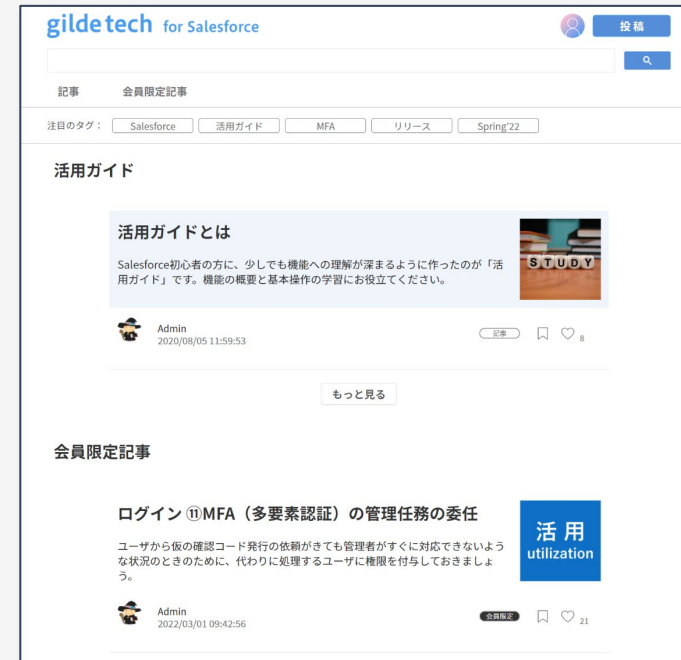 gildetech for Salesforce
投稿
記事 会員限定記事
注目のタグ： Salesforce 活用ガイド MFA リリース Spring'22
活用ガイド
活用ガイドとは
Salesforce初心者の方に、少しでも機能への理解が深まるように作ったのが「活
用ガイド」です。機能の概要と基本操作の学習にお役立てください。
STUDY
Admin
2020/08/05 11:59:53
記事
8
もっと見る
会員限定記事
ログイン ⑪MFA（多要素認証）の管理任務の委任
ユーザから仮の確認コード発行の依頼がきても管理者がすぐに対応できないよう
な状況のときのために、代わりに処理するユーザに権限を付与しておきましょ
う。
活用
utilization
Admin
2022/03/01 09:42:56
会員限定
21